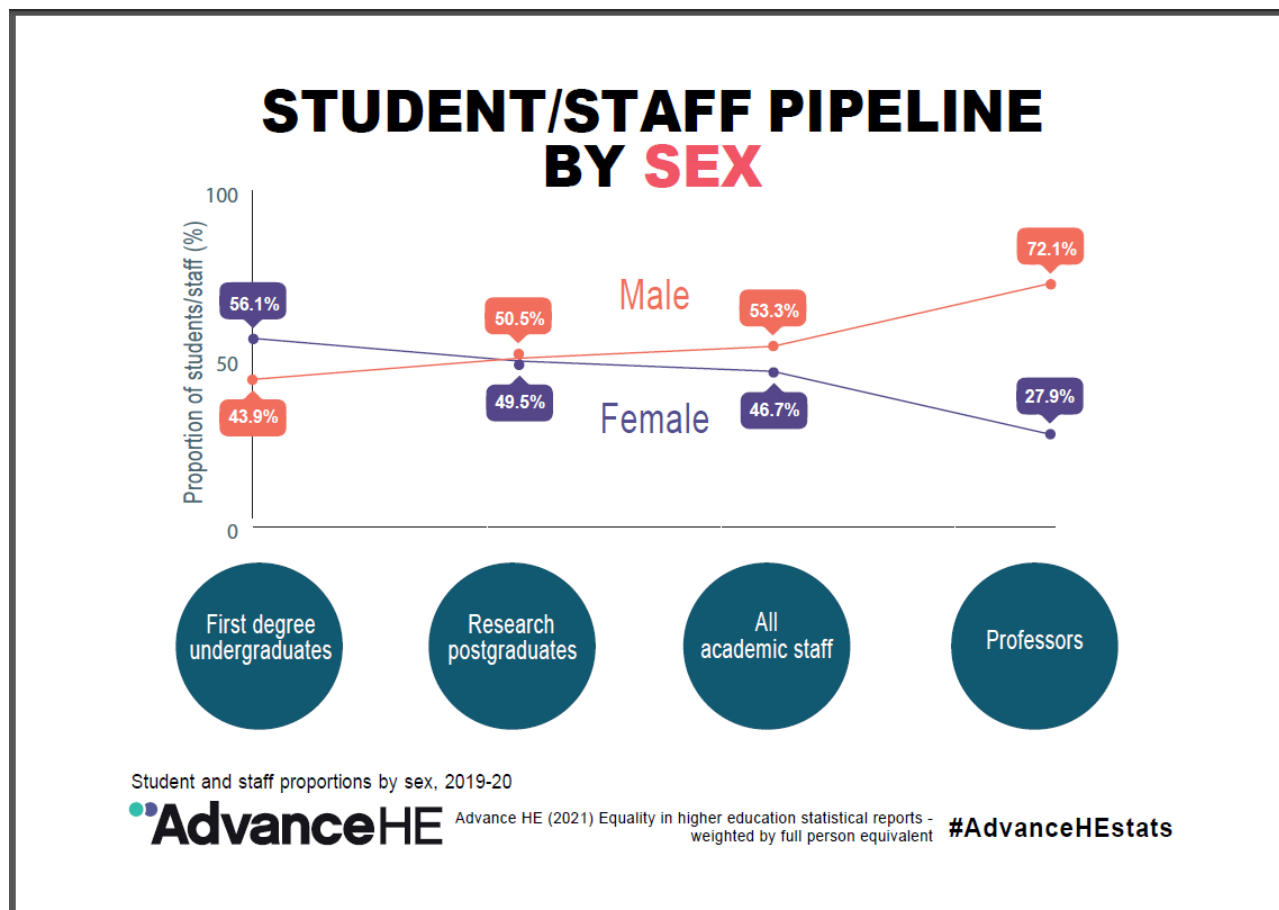 STUDENT/STAFF PIPELINE
BY SEX
100
50
0
Proportion of students/staff (%)
56.1%
43.9%
50.5%
49.5%
Male
Female
53.3%
46.7%
72.1%
27.9%
First degree
undergraduates
Research
postgraduates
All
academic staff
Professors
Student and staff proportions by sex, 2019-20
AdvanceHE
Advance HE (2021) Equality in higher education statistical reports -
weighted by full person equivalent
#AdvanceHEstats